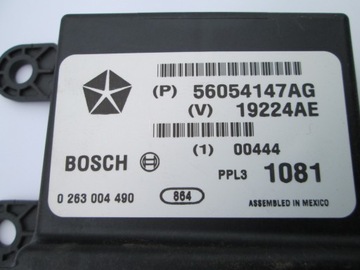 (P) 56054147AG
(V) 19224AE
BOSCH (1) 00444
PPL3 1081
0 263 004 490 864 ASSEMBLED IN MEXICO